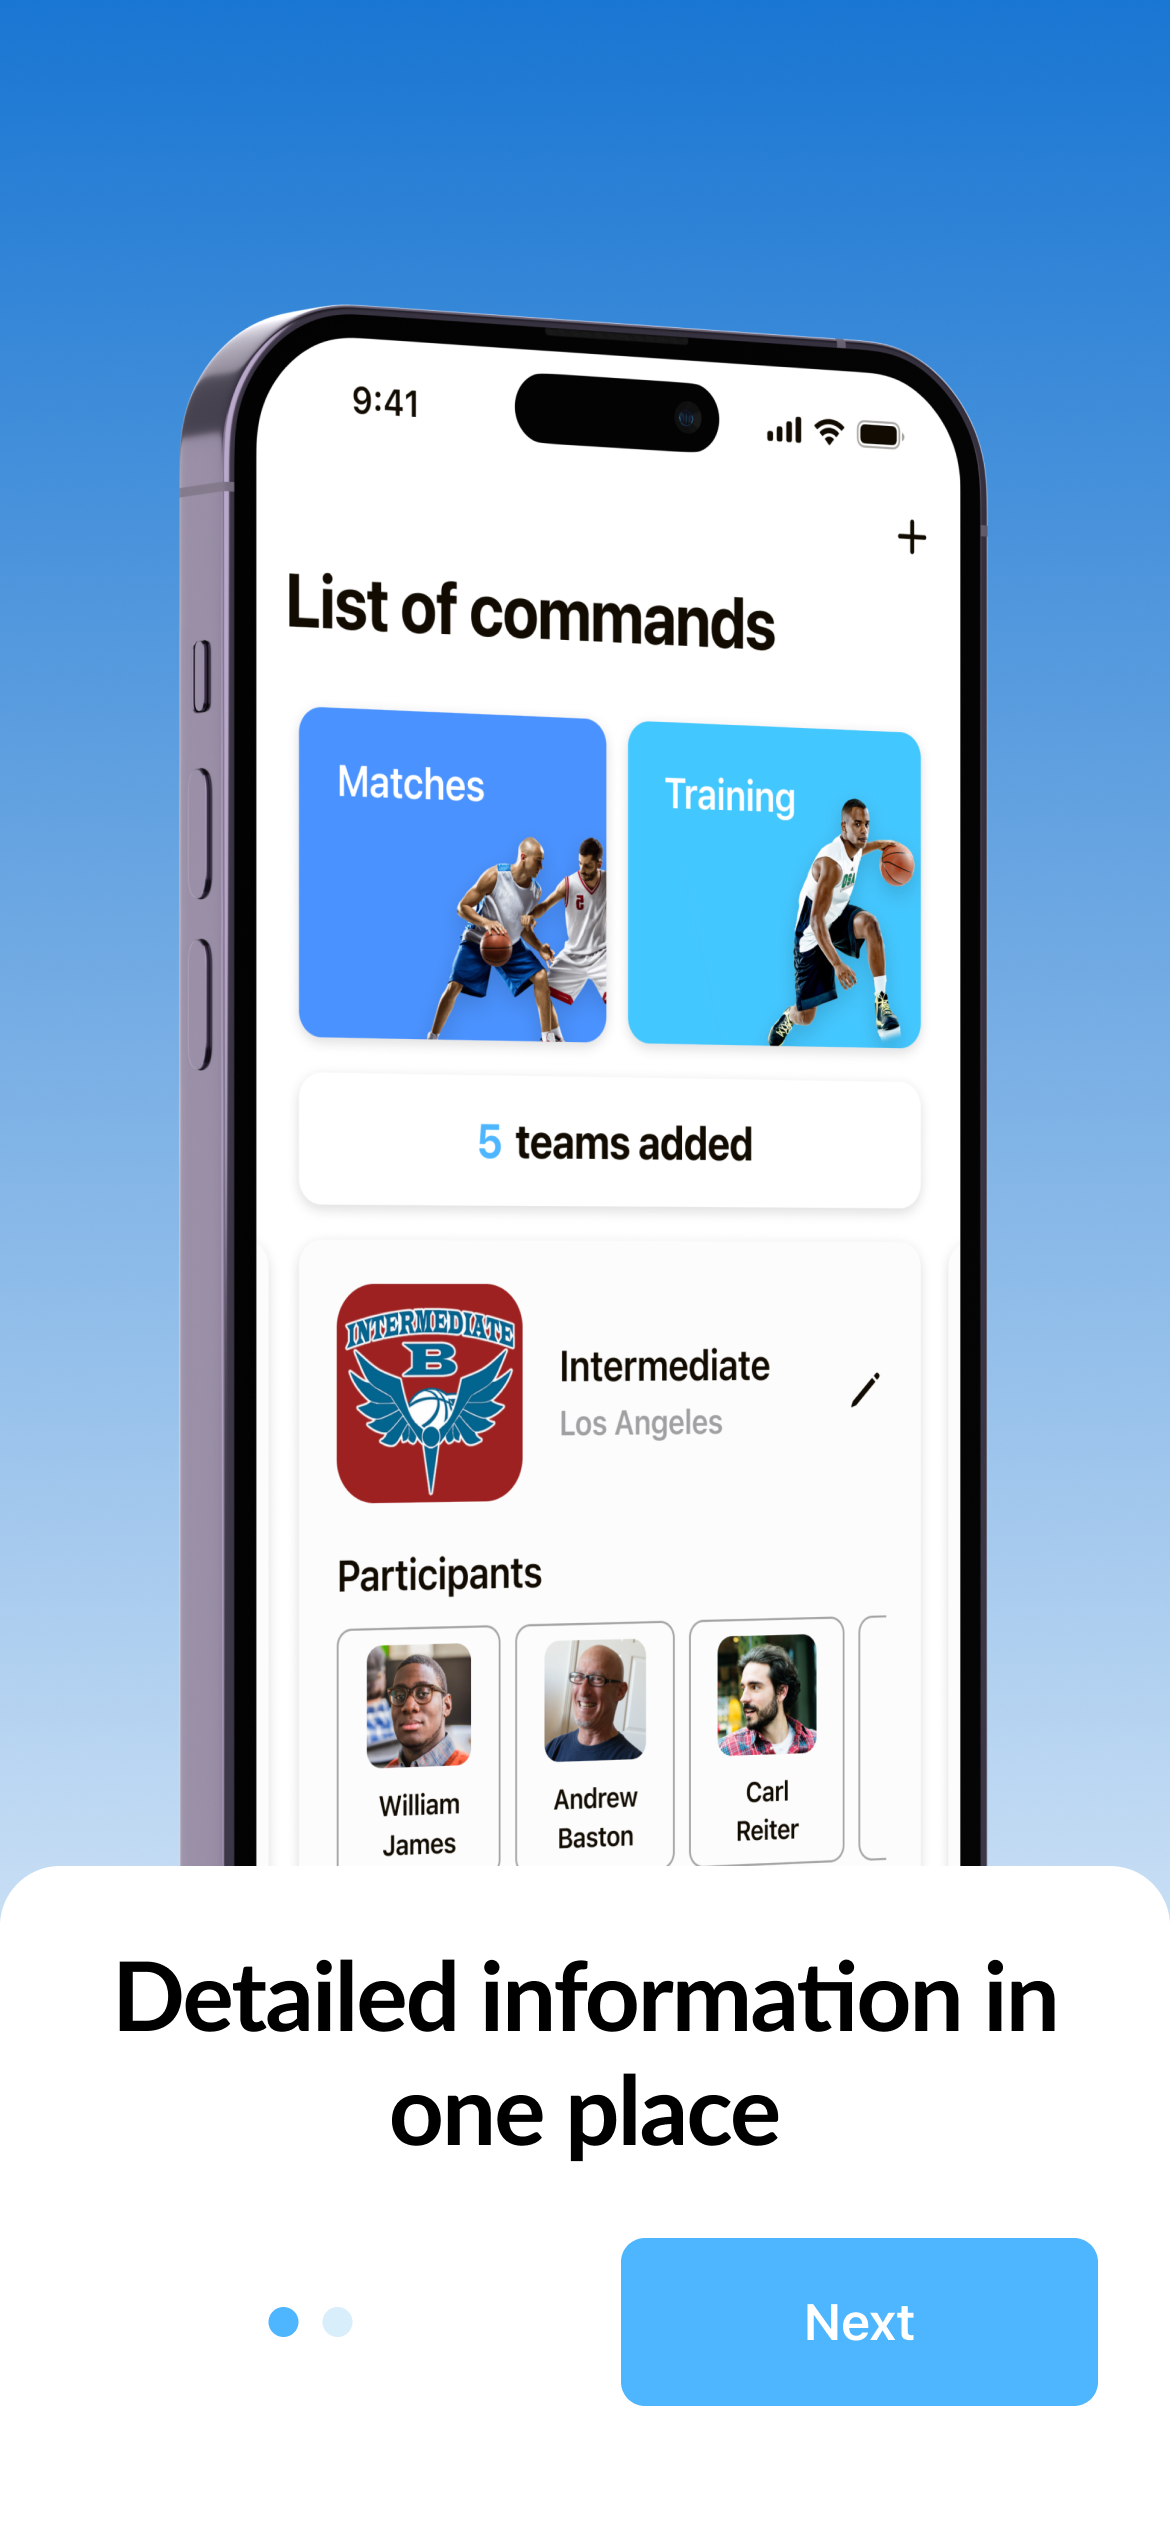 9:41
List of commands
Matches
Training
5 teams added
INTERMEDIATE
B
Intermediate
Los Angeles
Participants
William
James
Andrew
Baston
Carl
Reiter
Detailed information in
one place
Next